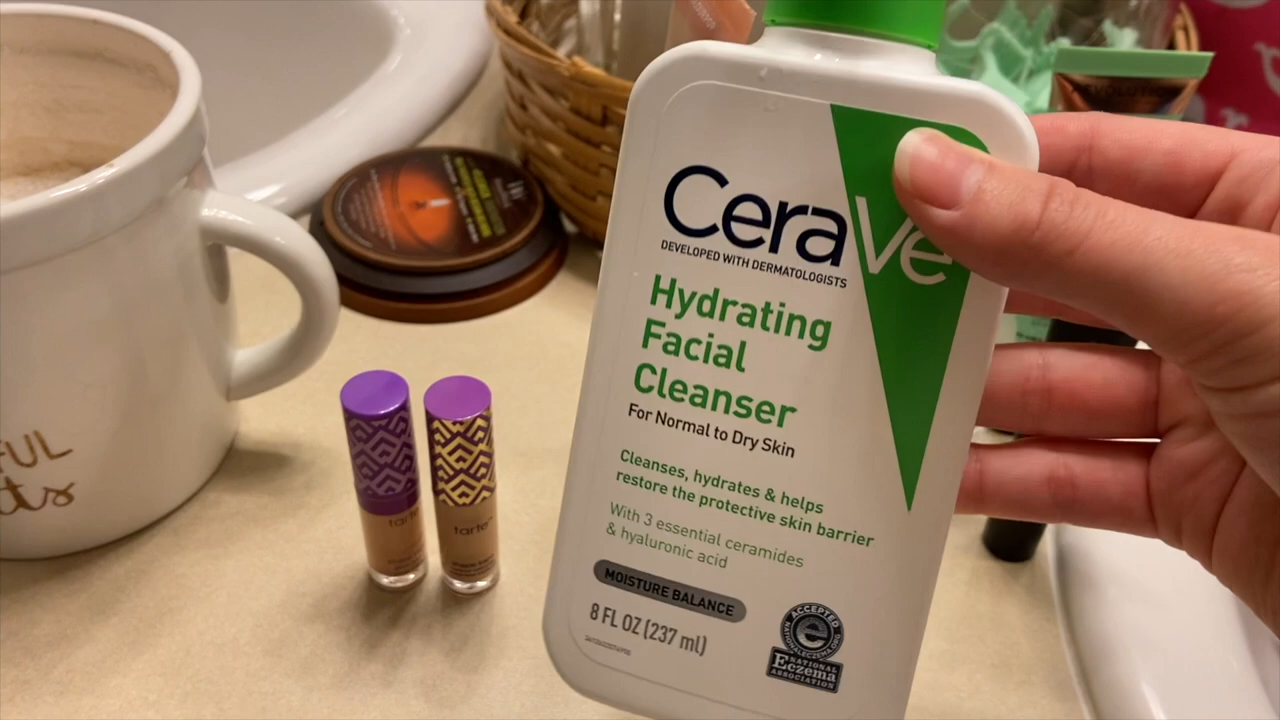 CeraVe
DEVELOPED WITH DERMATOLOGISTS
Hydrating
Facial
Cleanser
For Normal to Dry Skin
Cleanses, hydrates & helps
restore the protective skin barrier
With 3 essential ceramides
& hyaluronic acid
MOISTURE BALANCE
8 FL OZ (237 ml)
ACCEPTED
NATIONALECZEMA.ORG
NATIONAL
Eczema
ASSOCIATION
tarte
tarte